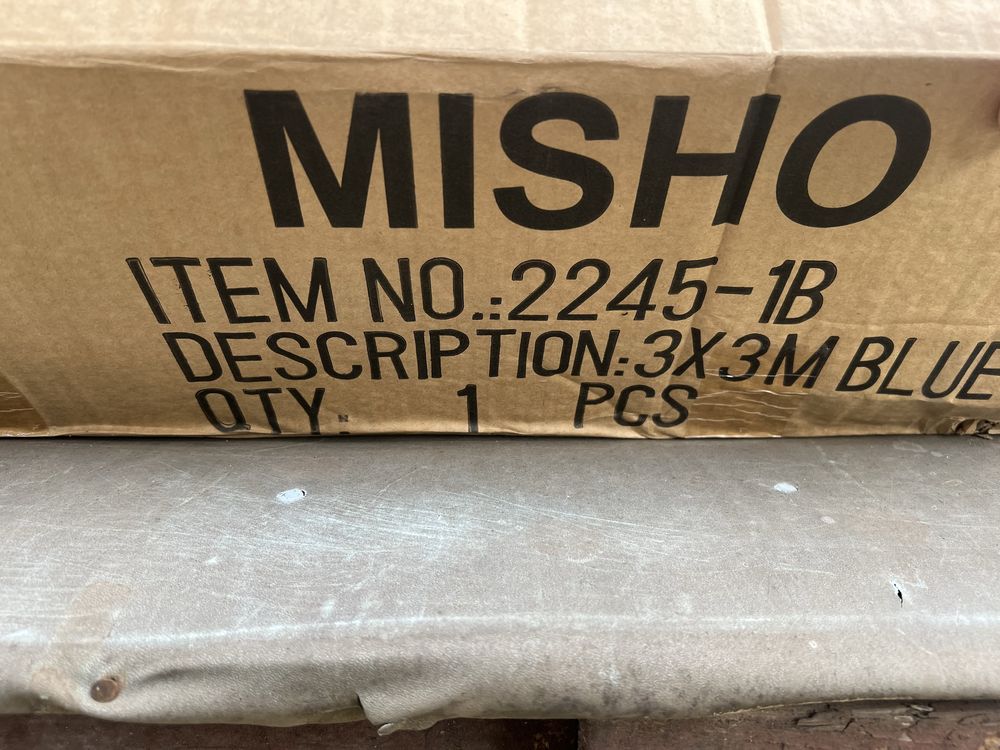 MISHO
ITEM NO.:2245-1B
DESCRIPTION:3X3M BLUE
QTY: 1 PCS